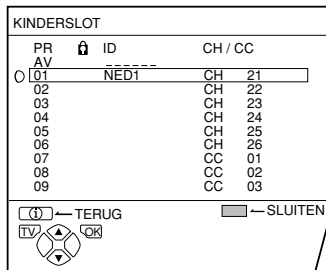 KINDERSLOT
PR ID CH / CC
AV ------
01 NED1 CH 21
02 CH 22
03 CH 23
04 CH 24
05 CH 25
06 CH 26
07 CC 01
08 CC 02
09 CC 03
i TERUG SLUITEN
TV OK